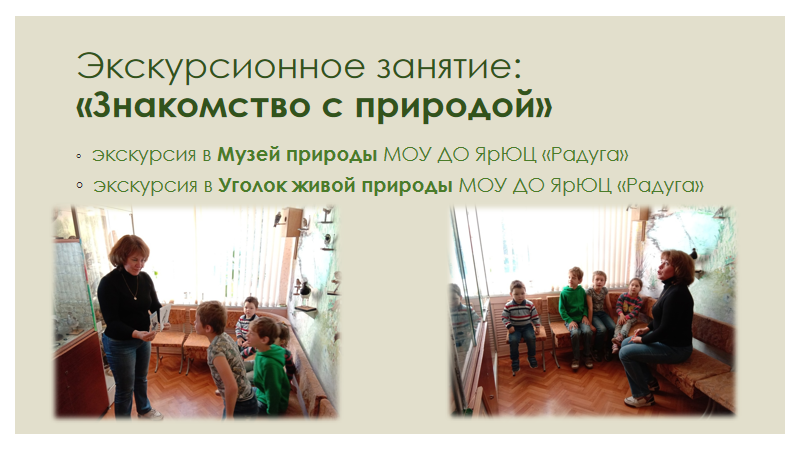 Экскурсионное занятие:
«Знакомство с природой»
экскурсия в Музей природы МОУ ДО ЯрЮЦ «Радуга»
экскурсия в Уголок живой природы МОУ ДО ЯрЮЦ «Радуга»